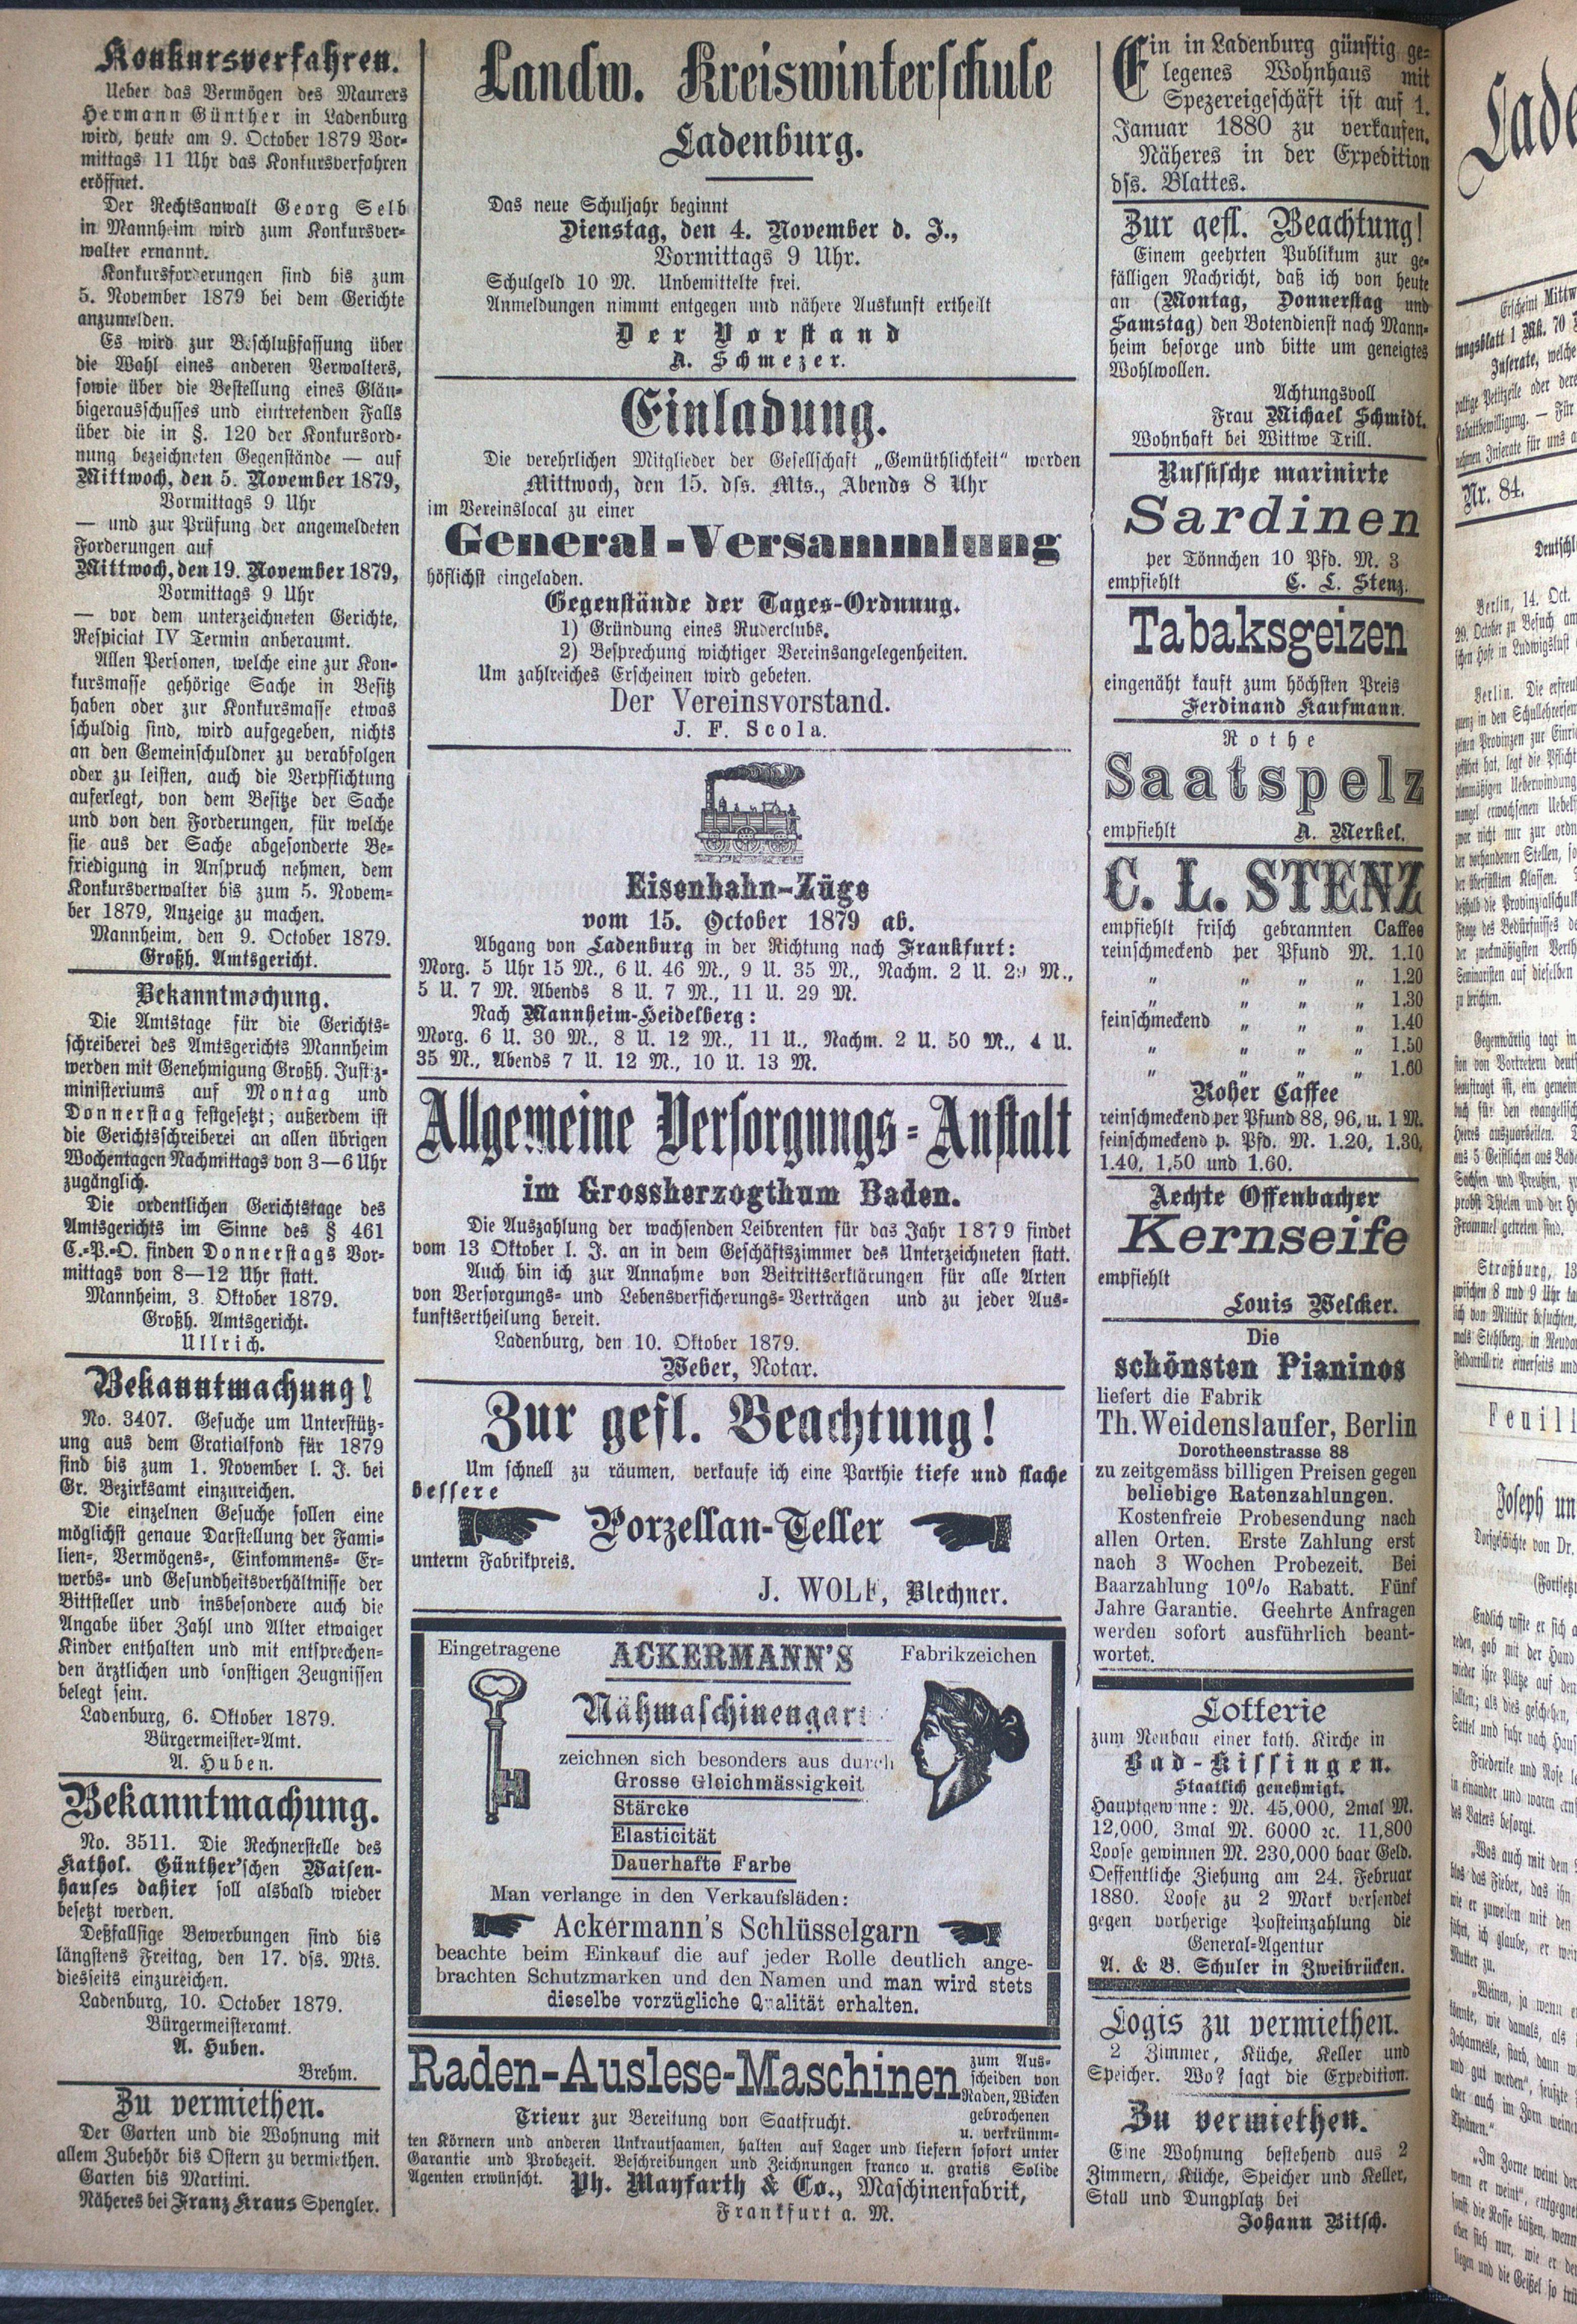 Konkursverfahren.
Ueber das Vermögen des Maurers
Hermann Günther in Ladenburg
wird, heute am 9. October 1879 Vor-
mittags 11 Uhr das Konkursverfahren
eröffnet.
Der Rechtsanwalt Georg Selb
in Mannheim wird zum Konkursver-
walter ernannt.
Konkursforderungen sind bis zum
5. November 1879 bei dem Gerichte
anzumelden.
Es wird zur Beschlußfassung über
die Wahl eines anderen Verwalters,
sowie über die Bestellung eines Gläu-
bigerausschusses und eintretenden Falls
über die in §. 120 der Konkursord-
nung bezeichneten Gegenstände — auf
Mittwoch, den 5. November 1879,
Vormittags 9 Uhr
— und zur Prüfung der angemeldeten
Forderungen auf
Mittwoch, den 19. November 1879,
Vormittags 9 Uhr
— vor dem unterzeichneten Gerichte,
Respiciat IV Termin anberaumt.
Allen Personen, welche eine zur Kon-
kursmasse gehörige Sache in Besitz
haben oder zur Konkursmasse etwas
schuldig sind, wird aufgegeben, nichts
an den Gemeinschuldner zu verabfolgen
oder zu leisten, auch die Verpflichtung
auferlegt, von dem Besitze der Sache
und von den Forderungen, für welche
sie aus der Sache abgesonderte Be-
friedigung in Anspruch nehmen, dem
Konkursverwalter bis zum 5. Novem-
ber 1879, Anzeige zu machen.
Mannheim, den 9. October 1879.
Großh. Amtsgericht.
Bekanntmachung.
Die Amtstage für die Gerichts-
schreiberei des Amtsgerichts Mannheim
werden mit Genehmigung Großh. Justiz-
ministeriums auf Montag und
Donnerstag festgesetzt; außerdem ist
die Gerichtsschreiberei an allen übrigen
Wochentagen Nachmittags von 3—6 Uhr
zugänglich.
Die ordentlichen Gerichtstage des
Amtsgerichts im Sinne des § 461
C.-P.-O. finden Donnerstags Vor-
mittags von 8—12 Uhr statt.
Mannheim, 3. Oktober 1879.
Großh. Amtsgericht.
Ullrich.
Bekanntmachung!
No. 3407. Gesuche um Unterstütz-
ung aus dem Gratialfond für 1879
sind bis zum 1. November l. J. bei
Gr. Bezirksamt einzureichen.
Die einzelnen Gesuche sollen eine
möglichst genaue Darstellung der Fami-
lien-, Vermögens-, Einkommens- Er-
werbs- und Gesundheitsverhältnisse der
Bittsteller und insbesondere auch die
Angabe über Zahl und Alter etwaiger
Kinder enthalten und mit entsprechen-
den ärztlichen und sonstigen Zeugnissen
belegt sein.
Ladenburg, 6. Oktober 1879.
Bürgermeister-Amt.
A. Huben.
Bekanntmachung.
No. 3511. Die Rechnerstelle des
Kathol. Günther'schen Waisen-
hauses dahier soll alsbald wieder
besetzt werden.
Deßfallsige Bewerbungen sind bis
längstens Freitag, den 17. dss. Mts.
diesseits einzureichen.
Ladenburg, 10. October 1879.
Bürgermeisteramt.
A. Huben.
Brehm.
Zu vermiethen.
Der Garten und die Wohnung mit
allem Zubehör bis Ostern zu vermiethen.
Garten bis Martini.
Näheres bei Franz Kraus Spengler.
Landw. Kreiswinterschule
Ladenburg.
Das neue Schuljahr beginnt
Dienstag, den 4. November d. J.,
Vormittags 9 Uhr.
Schulgeld 10 M. Unbemittelte frei.
Anmeldungen nimmt entgegen und nähere Auskunft ertheilt
Der Vorstand
A. Schmezer.
Einladung.
Die verehrlichen Mitglieder der Gesellschaft „Gemüthlichkeit“ werden
Mittwoch, den 15. dss. Mts., Abends 8 Uhr
im Vereinslocal zu einer
General-Versammlung
höflichst eingeladen.
Gegenstände der Tages-Ordnung.
1) Gründung eines Ruderclubs.
2) Besprechung wichtiger Vereinsangelegenheiten.
Um zahlreiches Erscheinen wird gebeten.
Der Vereinsvorstand.
J. F. Scola.
Eisenbahn-Züge
vom 15. October 1879 ab.
Abgang von Ladenburg in der Richtung nach Frankfurt:
Morg. 5 Uhr 15 M., 6 U. 46 M., 9 U. 35 M., Nachm. 2 U. M.,
5 U. 7 M. Abends 8 U. 7 M., 11 U. 29 M.
Nach Mannheim-Heidelberg:
Morg. 6 U. 30 M., 8 U. 12 M., 11 U., Nachm. 2 U. 50 M., 4 U.
35 M., Abends 7 U. 12 M., 10 U. 13 M.
Allgemeine Versorgungs-Anstalt
im Grossherzogthum Baden.
Die Auszahlung der wachsenden Leibrenten für das Jahr 1879 findet
vom 13 Oktober l. J. an in dem Geschäftszimmer des Unterzeichneten statt.
Auch bin ich zur Annahme von Beitrittserklärungen für alle Arten
von Versorgungs- und Lebensversicherungs-Verträgen und zu jeder Aus-
kunftsertheilung bereit.
Ladenburg, den 10. Oktober 1879.
Weber, Notar.
Zur gefl. Beachtung!
Um schnell zu räumen, verkaufe ich eine Parthie tiefe und flache
bessere
Porzellan-Teller
unterm Fabrikpreis.
J. WOLF, Blechner.
Eingetragene ACKERMANN'S Fabrikzeichen
Nähmaschinengarn
zeichnen sich besonders aus durch
Grosse Gleichmässigkeit
Stärcke
Elasticität
Dauerhafte Farbe
Man verlange in den Verkaufsläden:
Ackermann's Schlüsselgarn
beachte beim Einkauf die auf jeder Rolle deutlich ange-
brachten Schutzmarken und den Namen und man wird stets
dieselbe vorzügliche Qualität erhalten.
Raden-Auslese-Maschinen zum Aus-
scheiden von
Raden, Wicken
Trieur zur Bereitung von Saatfrucht. gebrochenen
u. verkrümm-
ten Körnern und anderen Unkrautsaamen, halten auf Lager und liefern sofort unter
Garantie und Probezeit. Beschreibungen und Zeichnungen franco u. gratis Solide
Agenten erwünscht. Ph. Mayfarth & Co., Maschinenfabrik,
Frankfurt a. M.
Ein in Ladenburg günstig ge-
legenes Wohnhaus mit
Spezereigeschäft ist auf 1.
Januar 1880 zu verkaufen.
Näheres in der Expedition
dss. Blattes.
Zur gefl. Beachtung!
Einem geehrten Publikum zur ge-
fälligen Nachricht, daß ich von heute
an (Montag, Donnerstag und
Samstag) den Botendienst nach Mann-
heim besorge und bitte um geneigtes
Wohlwollen.
Achtungsvoll
Frau Michael Schmidt.
Wohnhaft bei Wittwe Trill.
Russische marinirte
Sardinen
per Tönnchen 10 Pfd. M. 3
empfiehlt C. L. Stenz.
Tabaksgeizen
eingenäht kauft zum höchsten Preis
Ferdinand Kaufmann.
Rothe
Saatspelz
empfiehlt A. Merkel.
C. L. STENZ
empfiehlt frisch gebrannten Caffee
reinschmeckend per Pfund M. 1.10
„ „ „ „ 1.20
„ „ „ „ 1.30
feinschmeckend „ „ „ 1.40
„ „ „ „ 1.50
„ „ „ „ 1.60
Roher Caffee
reinschmeckend per Pfund 88, 96, u. 1 M.
feinschmeckend p. Pfd. M. 1.20, 1.30,
1.40, 1.50 und 1.60.
Aechte Offenbacher
Kernseife
empfiehlt
Louis Welcker.
Die
schönsten Pianinos
liefert die Fabrik
Th. Weidenslaufer, Berlin
Dorotheenstrasse 88
zu zeitgemäss billigen Preisen gegen
beliebige Ratenzahlungen.
Kostenfreie Probesendung nach
allen Orten. Erste Zahlung erst
nach 3 Wochen Probezeit. Bei
Baarzahlung 10% Rabatt. Fünf
Jahre Garantie. Geehrte Anfragen
werden sofort ausführlich beant-
wortet.
Lotterie
zum Neubau einer kath. Kirche in
Bad-Kissingen.
Staatlich genehmigt.
Hauptgewinne: M. 45,000, 2mal M.
12,000, 3mal M. 6000 ꝛc. 11,800
Loose gewinnen M. 230,000 baar Geld.
Oeffentliche Ziehung am 24. Februar
1880. Loose zu 2 Mark versendet
gegen vorherige Posteinzahlung die
General-Agentur
A. & B. Schuler in Zweibrücken.
Logis zu vermiethen.
2 Zimmer, Küche, Keller und
Speicher. Wo? sagt die Expedition.
Zu vermiethen.
Eine Wohnung bestehend aus 2
Zimmern, Küche, Speicher und Keller,
Stall und Dungplatz bei
Johann Bitsch.
Lade
Erscheint Mittw
Inserate, welche
Nr. 84.
Deutschl
Berlin, 14. Oct.
Berlin. Die erfreu
Gegenwärtig tagt in
Straßburg, 13
Feuill
Joseph un
Dorfgeschichte von Dr.
(Fortsetz
Endlich raffte er sich a
Friederike und Rose